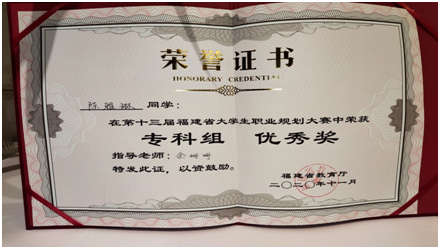 荣誉证书
HONORARY CREDENTIAL
同学：
在第十三届福建省大学生职业规划大赛中荣获
专科组 优秀奖
指导老师：
特发此证，以资鼓励。
福建省教育厅
二〇二〇年十一月